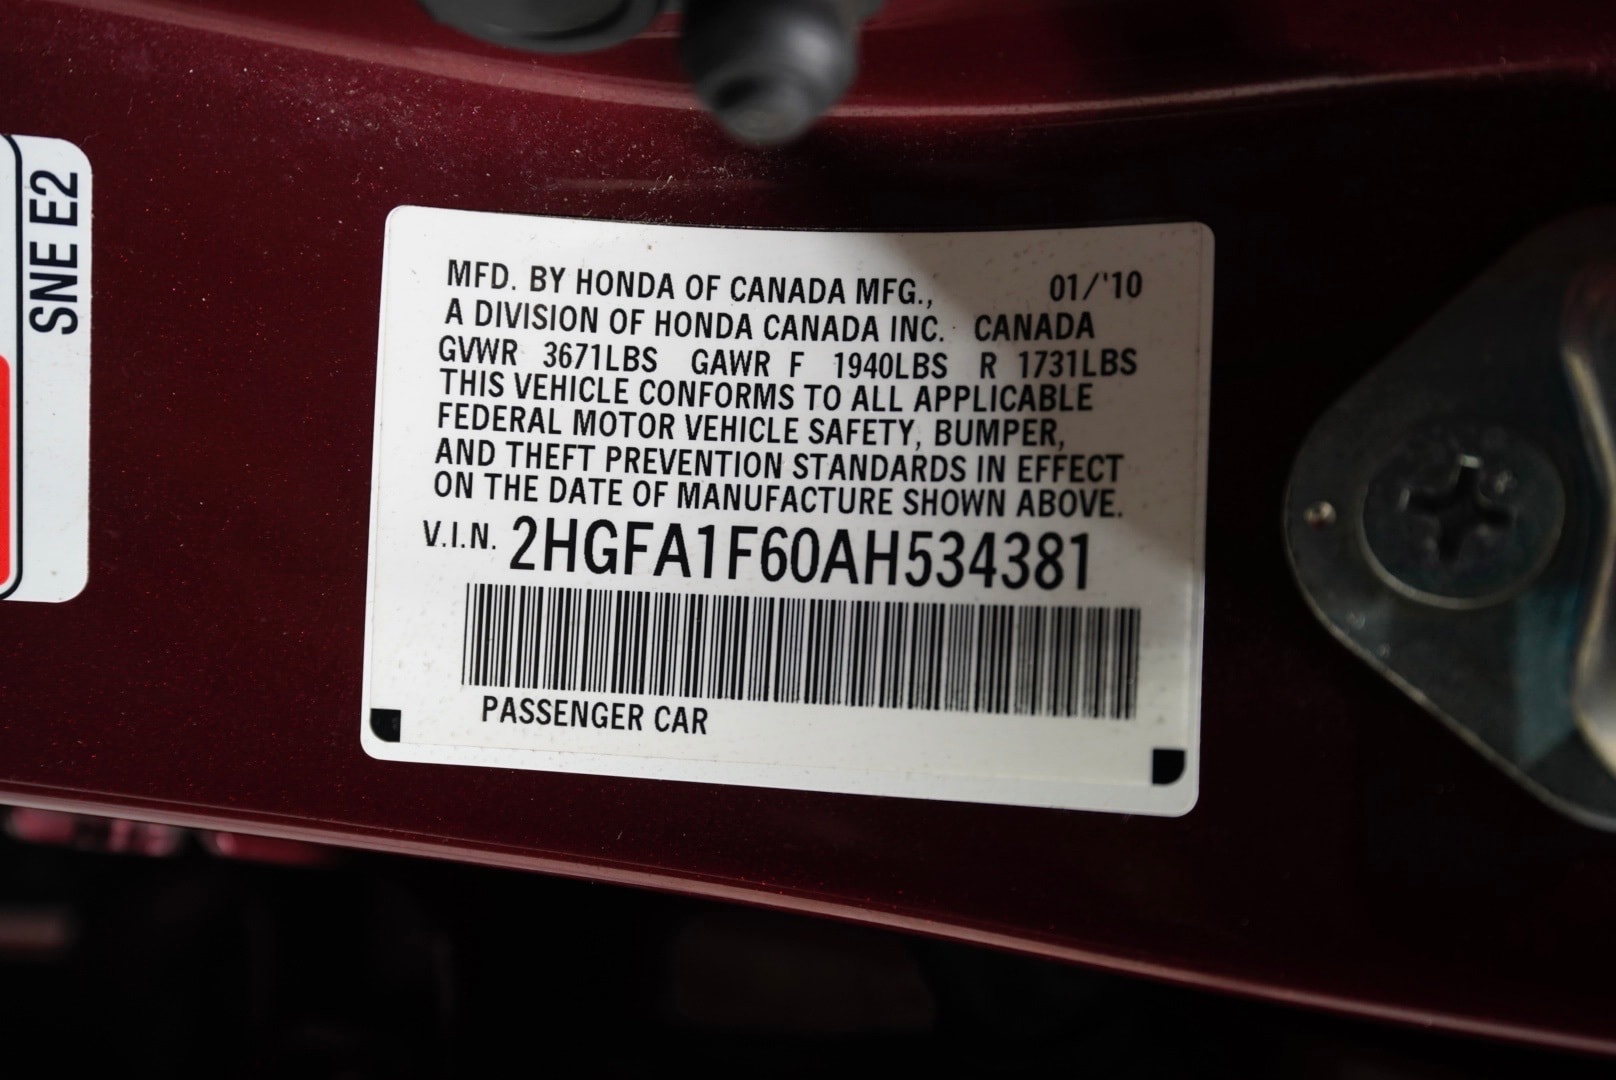 SNE E2
MFD. BY HONDA OF CANADA MFG., 01/'10
A DIVISION OF HONDA CANADA INC. CANADA
GVWR 3671LBS GAWR F 1940LBS R 1731LBS
THIS VEHICLE CONFORMS TO ALL APPLICABLE
FEDERAL MOTOR VEHICLE SAFETY, BUMPER,
AND THEFT PREVENTION STANDARDS IN EFFECT
ON THE DATE OF MANUFACTURE SHOWN ABOVE.
V.I.N. 2HGFA1F60AH534381
PASSENGER CAR